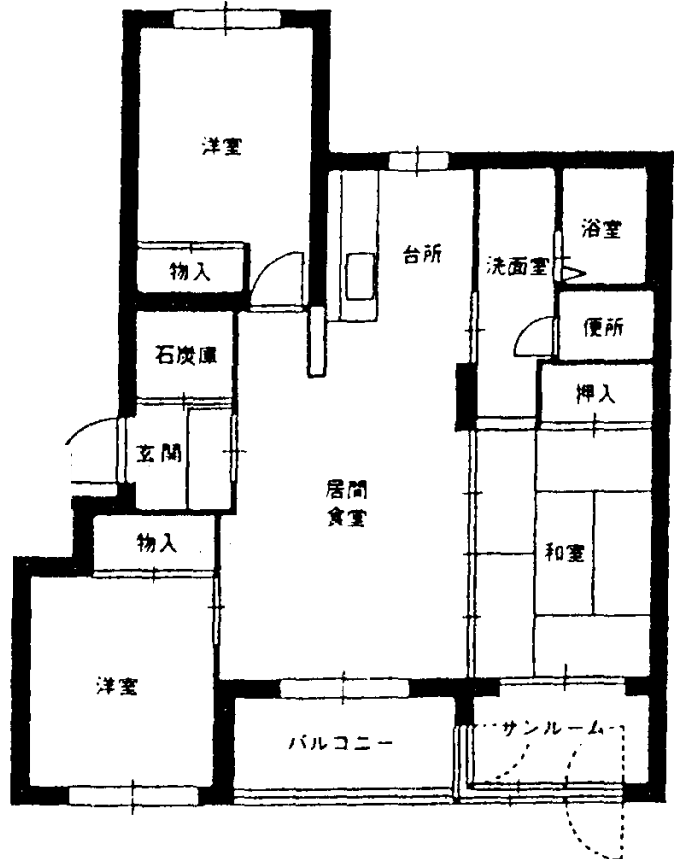 洋室
物入
台所
洗面室
浴室
便所
石炭庫
押入
玄関
居間
食室
物入
和室
洋室
バルコニー
サンルーム